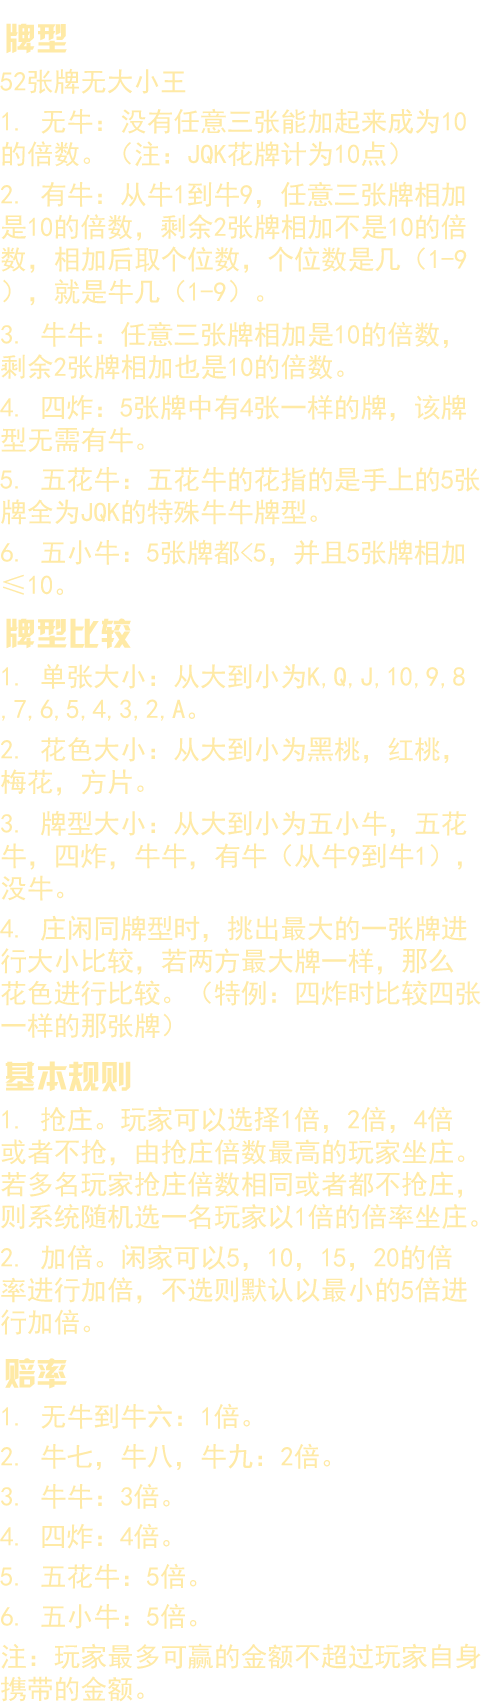 牌型
52张牌无大小王
1. 无牛：没有任意三张能加起来成为10
的倍数。（注：JQK花牌计为10点）
2. 有牛：从牛1到牛9，任意三张牌相加
是10的倍数，剩余2张牌相加不是10的倍
数，相加后取个位数，个位数是几（1-9
），就是牛几（1-9）。
3. 牛牛：任意三张牌相加是10的倍数，
剩余2张牌相加也是10的倍数。
4. 四炸：5张牌中有4张一样的牌，该牌
型无需有牛。
5. 五花牛：五花牛的花指的是手上的5张
牌全为JQK的特殊牛牛牌型。
6. 五小牛：5张牌都<5，并且5张牌相加
≤10。
牌型比较
1. 单张大小：从大到小为K,Q,J,10,9,8
,7,6,5,4,3,2,A。
2. 花色大小：从大到小为黑桃，红桃，
梅花，方片。
3. 牌型大小：从大到小为五小牛，五花
牛，四炸，牛牛，有牛（从牛9到牛1），
没牛。
4. 庄闲同牌型时，挑出最大的一张牌进
行大小比较，若两方最大牌一样，那么
花色进行比较。（特例：四炸时比较四张
一样的那张牌）
基本规则
1. 抢庄。玩家可以选择1倍，2倍，4倍
或者不抢，由抢庄倍数最高的玩家坐庄。
若多名玩家抢庄倍数相同或者都不抢庄，
则系统随机选一名玩家以1倍的倍率坐庄。
2. 加倍。闲家可以5，10，15，20的倍
率进行加倍，不选则默认以最小的5倍进
行加倍。
赔率
1. 无牛到牛六：1倍。
2. 牛七，牛八，牛九：2倍。
3. 牛牛：3倍。
4. 四炸：4倍。
5. 五花牛：5倍。
6. 五小牛：5倍。
注：玩家最多可赢的金额不超过玩家自身
携带的金额。